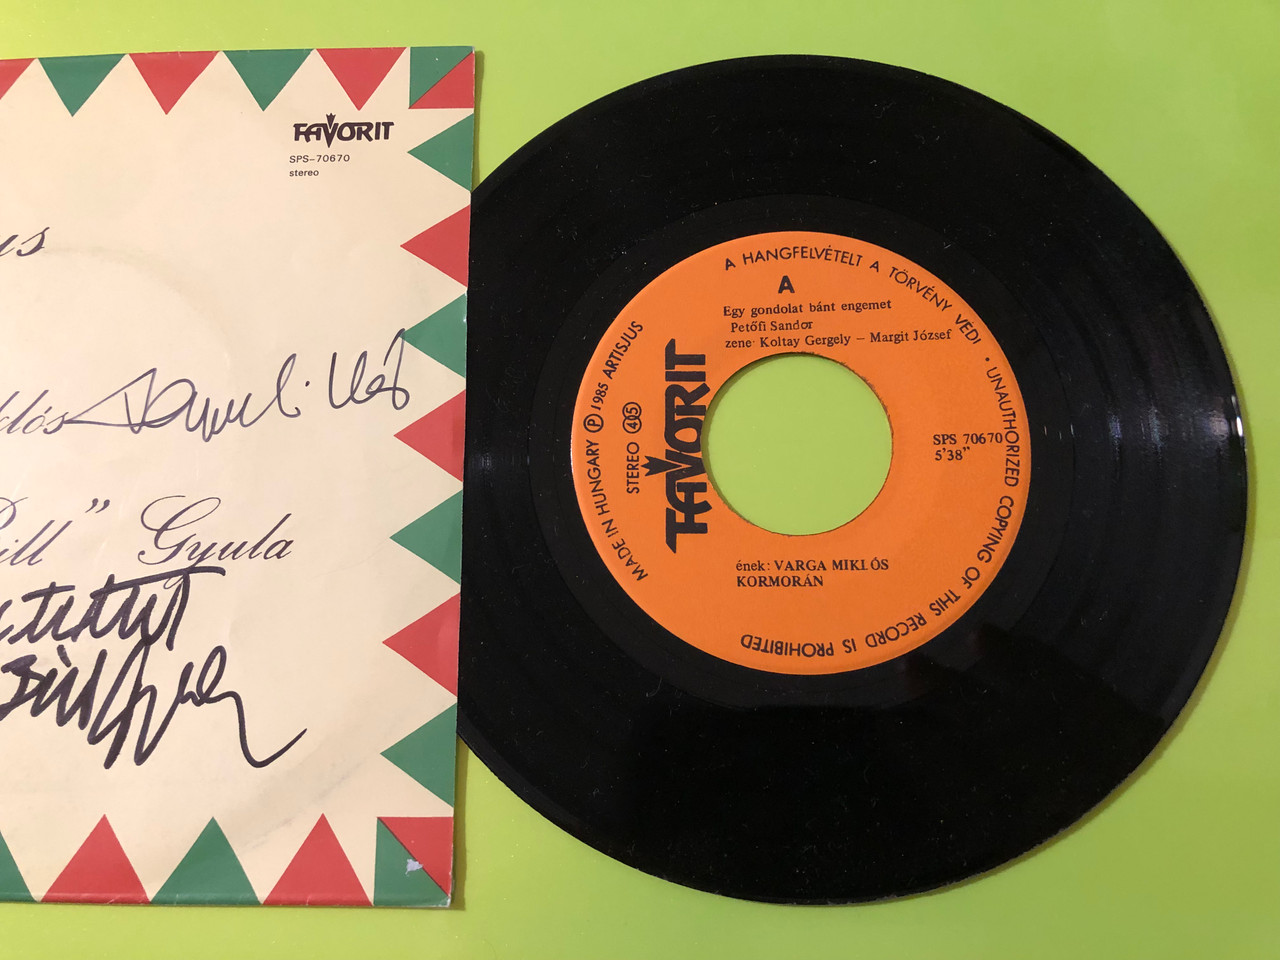 FAVORIT
SPS-70670
stereo
Gyula
A HANGFELVÉTELT A TÖRVÉNY VÉDI • UNAUTHORIZED COPYING OF THIS RECORD IS PROHIBITED
MADE IN HUNGARY Ⓟ 1985 ARTISJUS
STEREO 45
FAVORIT
A
Egy gondolat bánt engemet
Petőfi Sandor
zene: Koltay Gergely – Margit József
SPS 70670
5'38"
ének: VARGA MIKLÓS
KORMORÁN